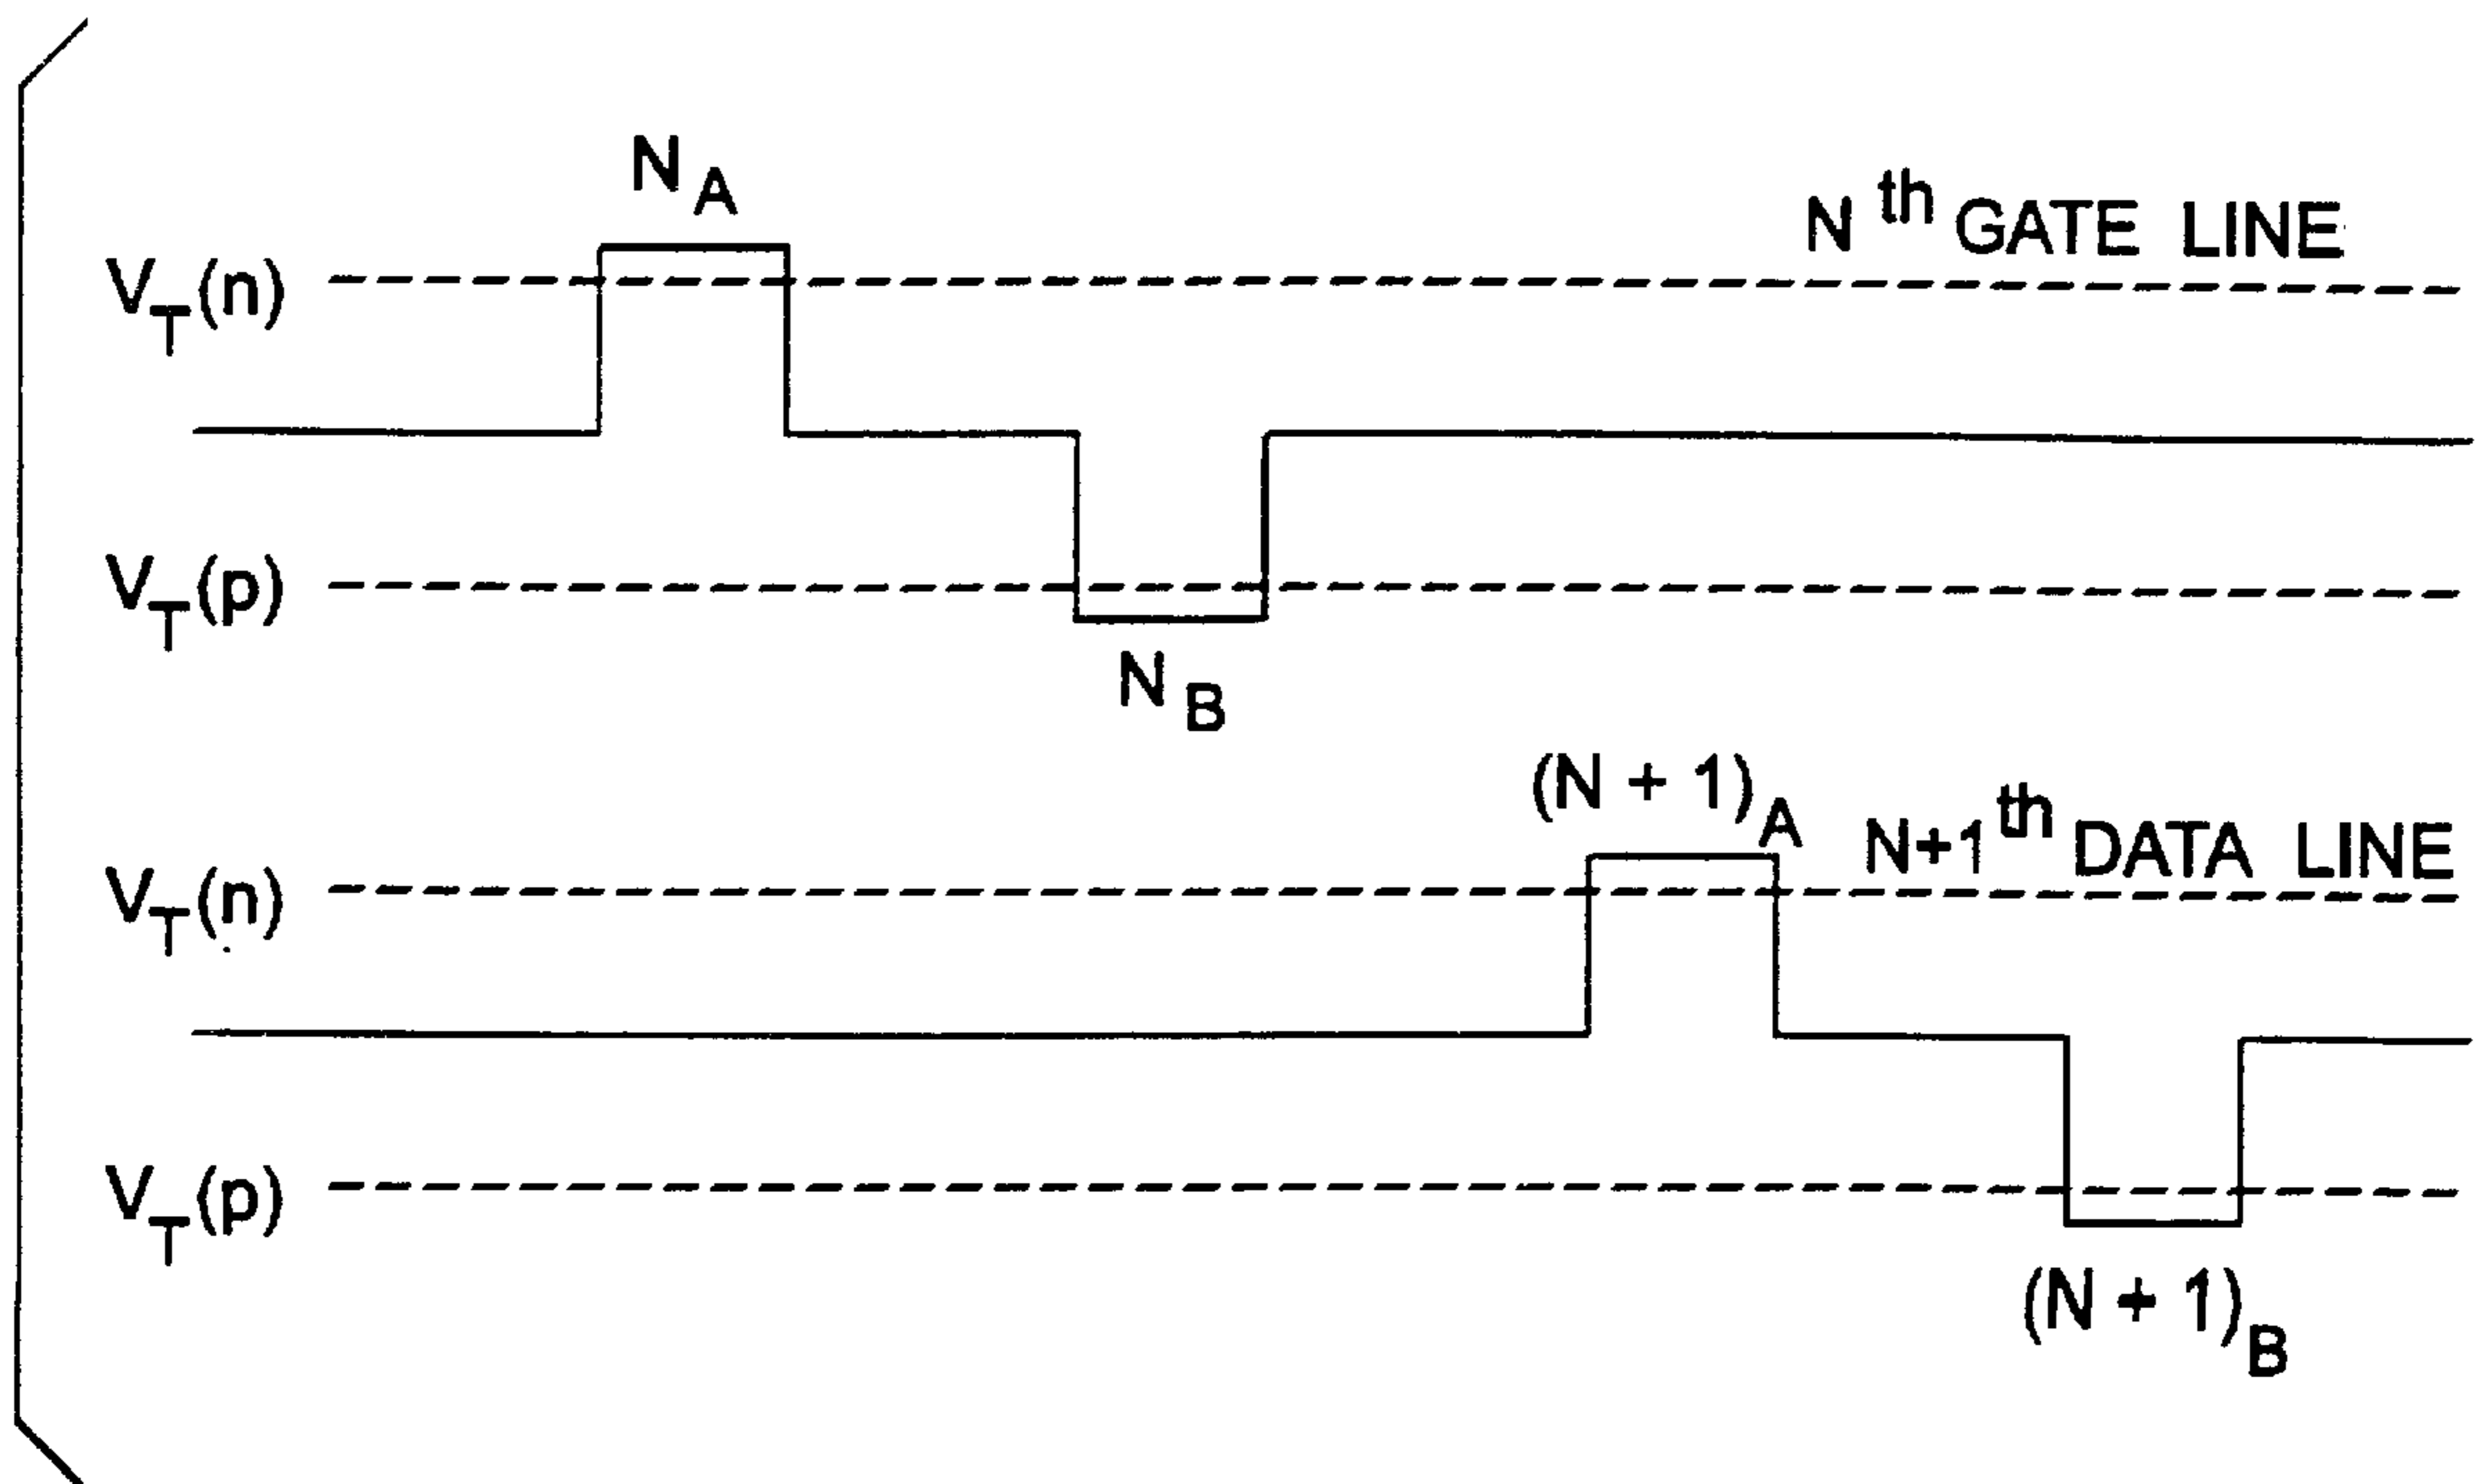 N_A
N^th GATE LINE
V_T(n)
V_T(p)
N_B
(N + 1)_A
N+1^th DATA LINE
V_T(n)
V_T(p)
(N + 1)_B